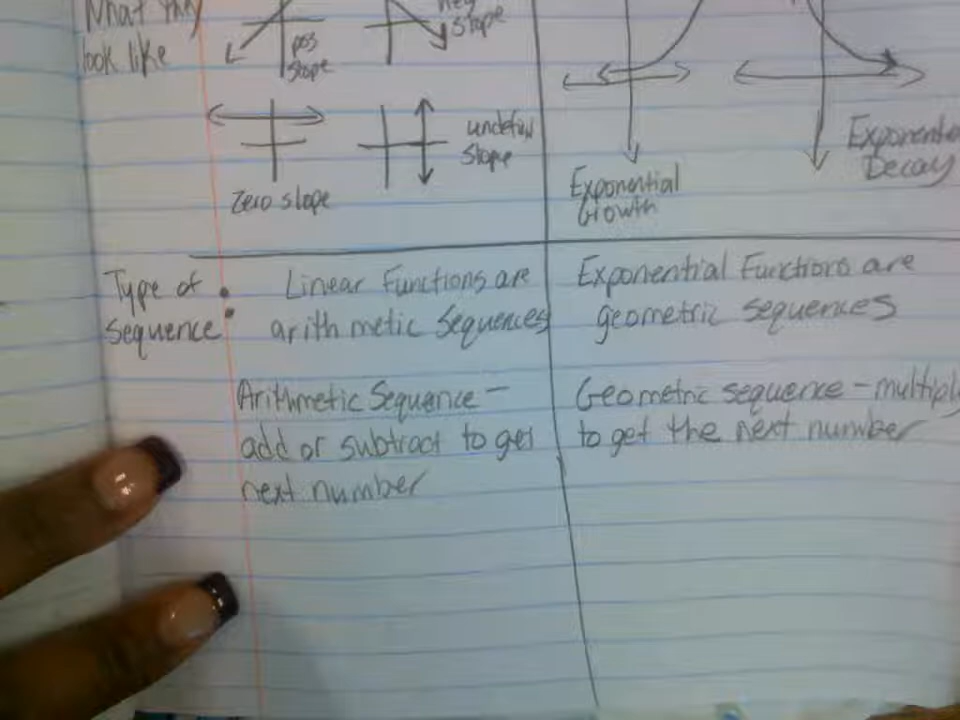 What they
look like
pos
slope
neg
slope
zero slope
undefin
slope
Exponential
Growth
Exponentia
Decay
Type of
sequence:
Linear Functions are
arithmetic sequences
Arithmetic Sequence -
add or subtract to get
next number
Exponential Functions are
geometric sequences
Geometric sequence - multiply
to get the next number